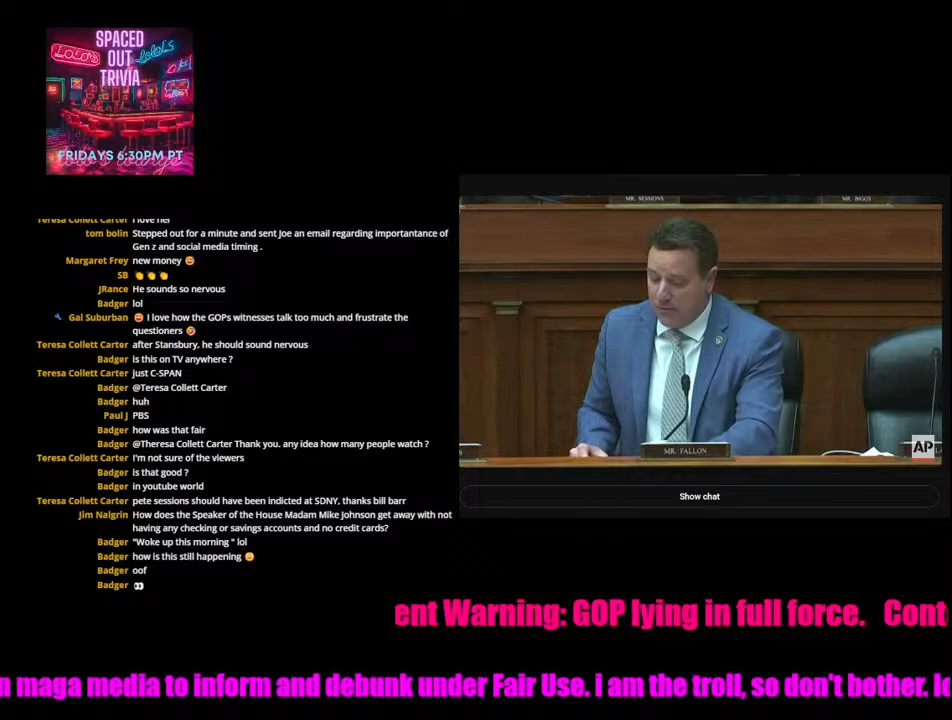 SPACED
OUT
TRIVIA
LOLO'S
FRIDAYS 6:30PM PT
lolo's lounge
Teresa Collett Carter I love her
tom bolin Stepped out for a minute and sent Joe an email regarding importantance of
Gen z and social media timing .
Margaret Frey new money 🥰
SB 👏 👏 👏
JRance He sounds so nervous
Badger lol
Gal Suburban 🤩 I love how the GOPs witnesses talk too much and frustrate the
questioners 🤣
Teresa Collett Carter after Stansbury, he should sound nervous
Badger is this on TV anywhere ?
Teresa Collett Carter just C-SPAN
Badger @Teresa Collett Carter
Badger huh
Paul J PBS
Badger how was that fair
Badger @Theresa Collett Carter Thank you. any idea how many people watch ?
Teresa Collett Carter I'm not sure of the viewers
Badger is that good ?
Badger in youtube world
Teresa Collett Carter pete sessions should have been indicted at SDNY, thanks bill barr
Jim Nalgrin How does the Speaker of the House Madam Mike Johnson get away with not
having any checking or savings accounts and no credit cards?
Badger "Woke up this morning " lol
Badger how is this still happening 😕
Badger oof
Badger 👀
MR. SESSIONS
MR. BIGGS
MR. FALLON
AP
Show chat
ent Warning: GOP lying in full force. Cont
n maga media to inform and debunk under Fair Use. i am the troll, so don't bother. lo